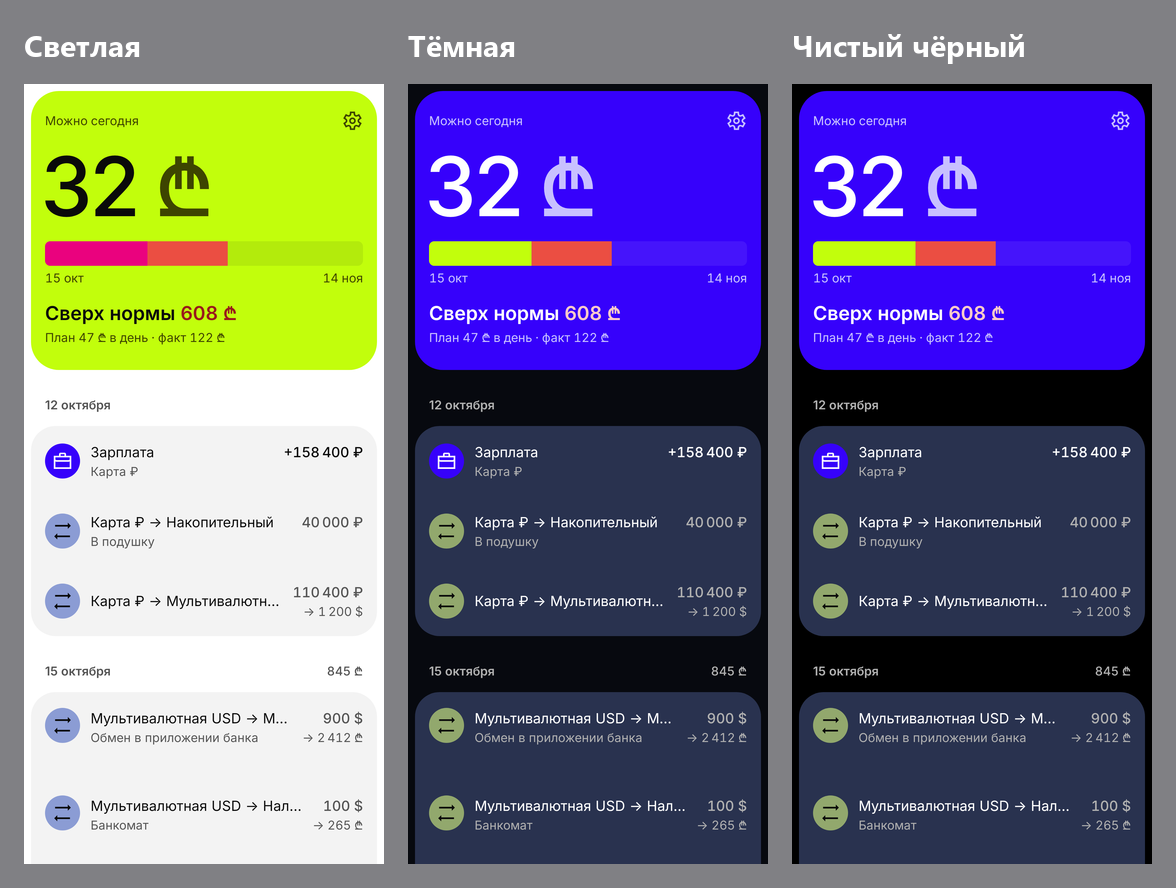 Светлая
Можно сегодня
32 ₾
15 окт 14 ноя
Сверх нормы 608 ₾
План 47 ₾ в день · факт 122 ₾
12 октября
Зарплата +158 400 ₽
Карта ₽
Карта ₽ → Накопительный 40 000 ₽
В подушку
Карта ₽ → Мультивалютн... 110 400 ₽
→ 1 200 $
15 октября 845 ₾
Мультивалютная USD → М... 900 $
Обмен в приложении банка → 2 412 ₾
Мультивалютная USD → Нал... 100 $
Банкомат → 265 ₾
Тёмная
Можно сегодня
32 ₾
15 окт 14 ноя
Сверх нормы 608 ₾
План 47 ₾ в день · факт 122 ₾
12 октября
Зарплата +158 400 ₽
Карта ₽
Карта ₽ → Накопительный 40 000 ₽
В подушку
Карта ₽ → Мультивалютн... 110 400 ₽
→ 1 200 $
15 октября 845 ₾
Мультивалютная USD → М... 900 $
Обмен в приложении банка → 2 412 ₾
Мультивалютная USD → Нал... 100 $
Банкомат → 265 ₾
Чистый чёрный
Можно сегодня
32 ₾
15 окт 14 ноя
Сверх нормы 608 ₾
План 47 ₾ в день · факт 122 ₾
12 октября
Зарплата +158 400 ₽
Карта ₽
Карта ₽ → Накопительный 40 000 ₽
В подушку
Карта ₽ → Мультивалютн... 110 400 ₽
→ 1 200 $
15 октября 845 ₾
Мультивалютная USD → М... 900 $
Обмен в приложении банка → 2 412 ₾
Мультивалютная USD → Нал... 100 $
Банкомат → 265 ₾